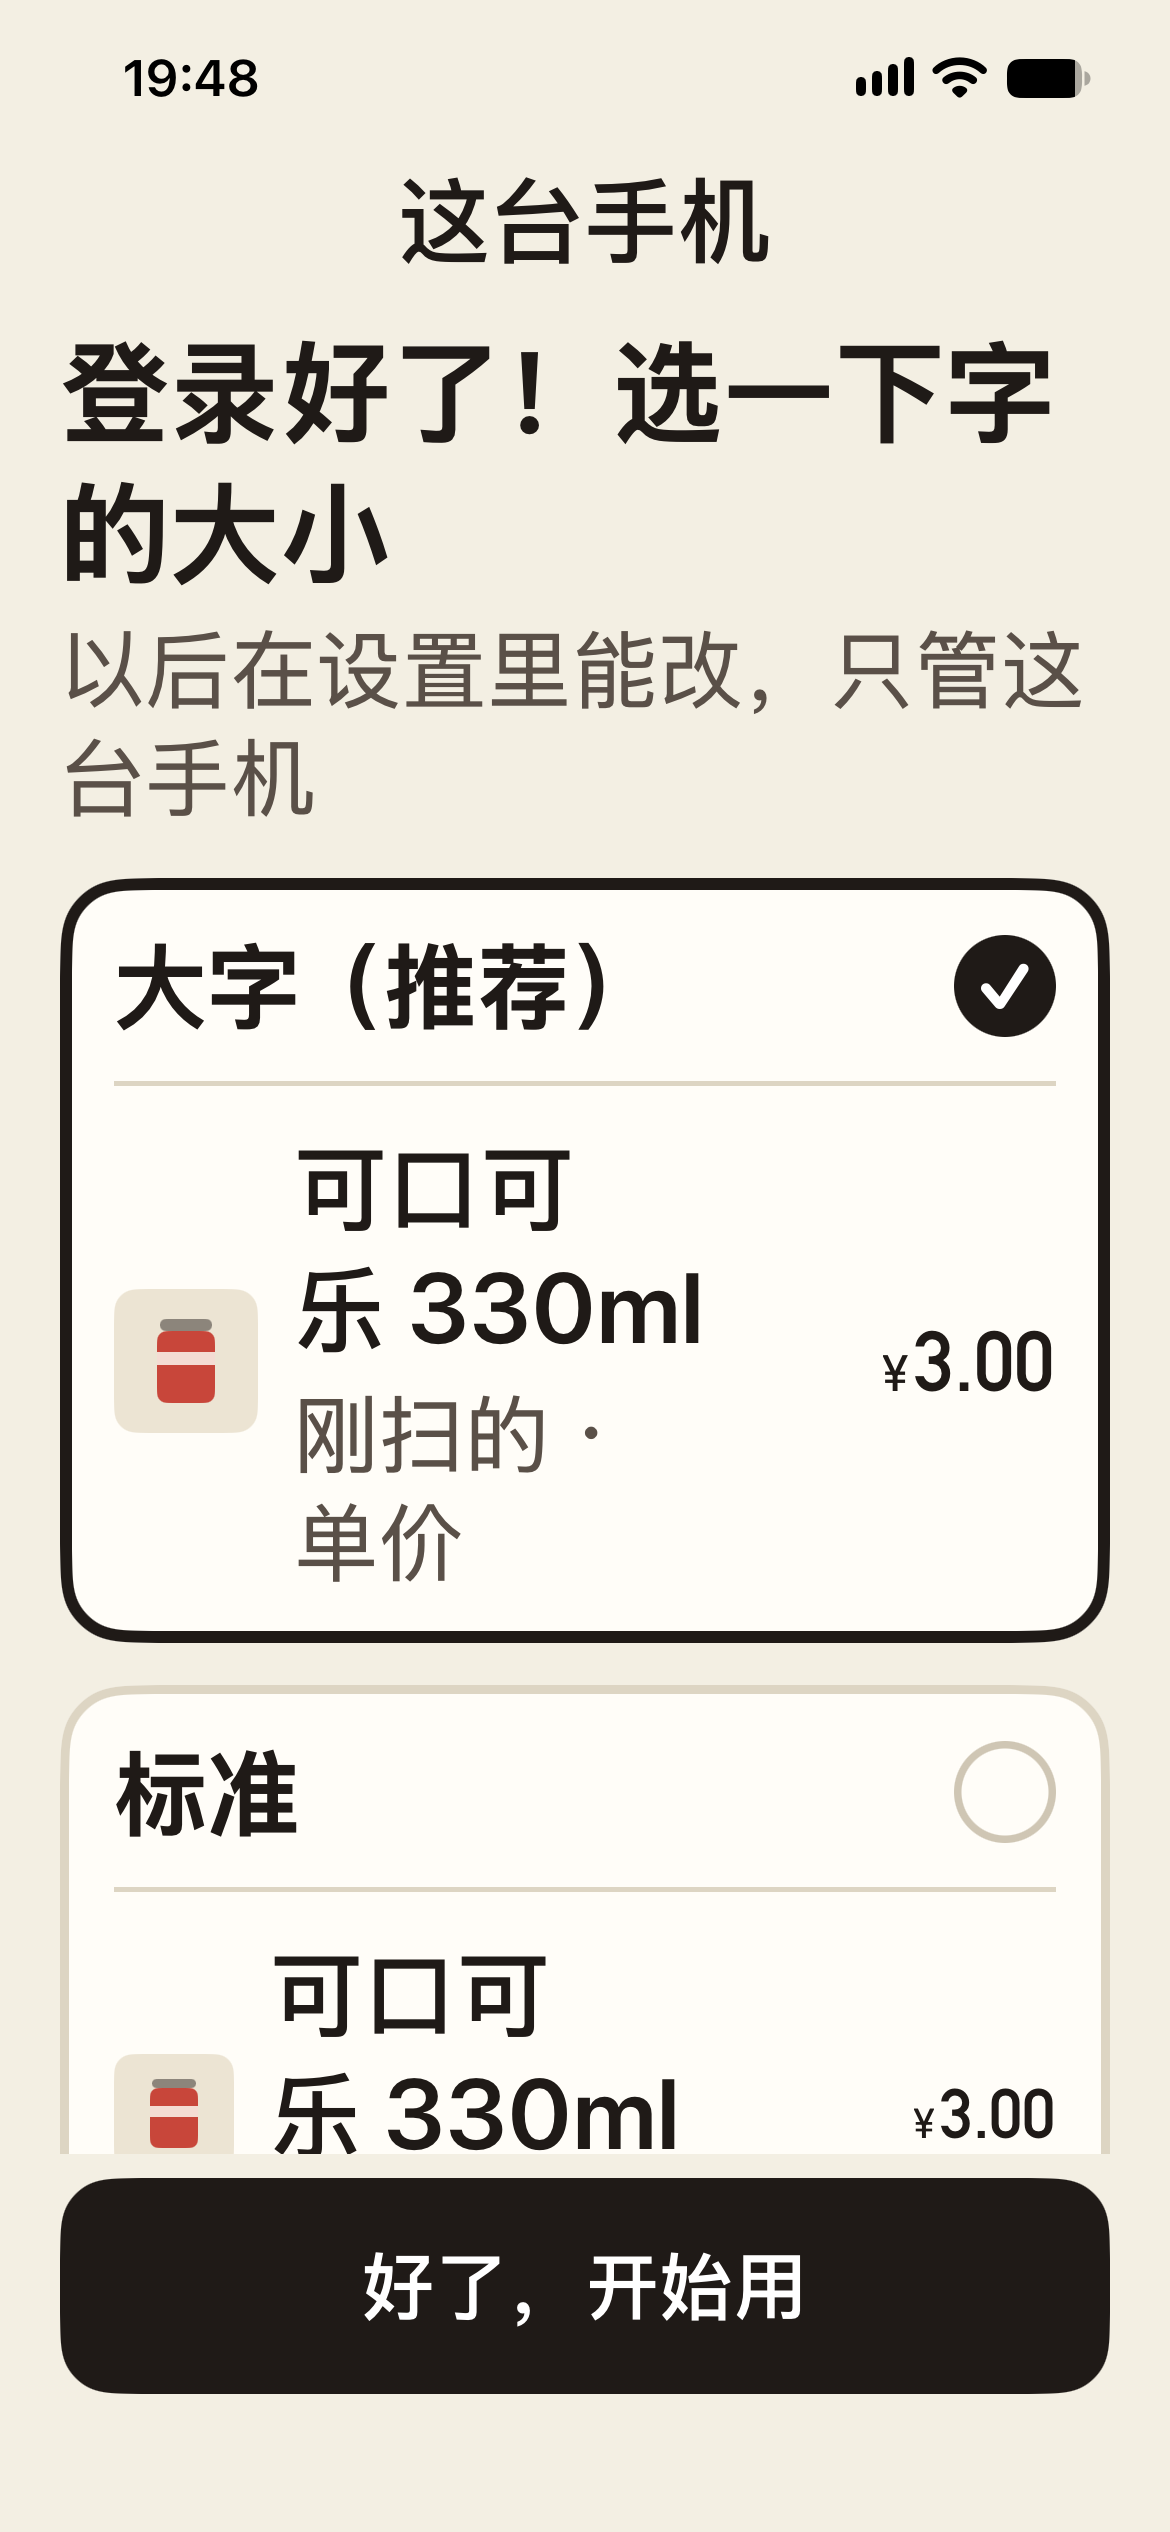 19:48
这台手机
登录好了！选一下字
的大小
以后在设置里能改，只管这
台手机
大字（推荐）
可口可
乐 330ml
¥3.00
刚扫的 ·
单价
标准
可口可
乐 330ml
¥3.00
好了，开始用